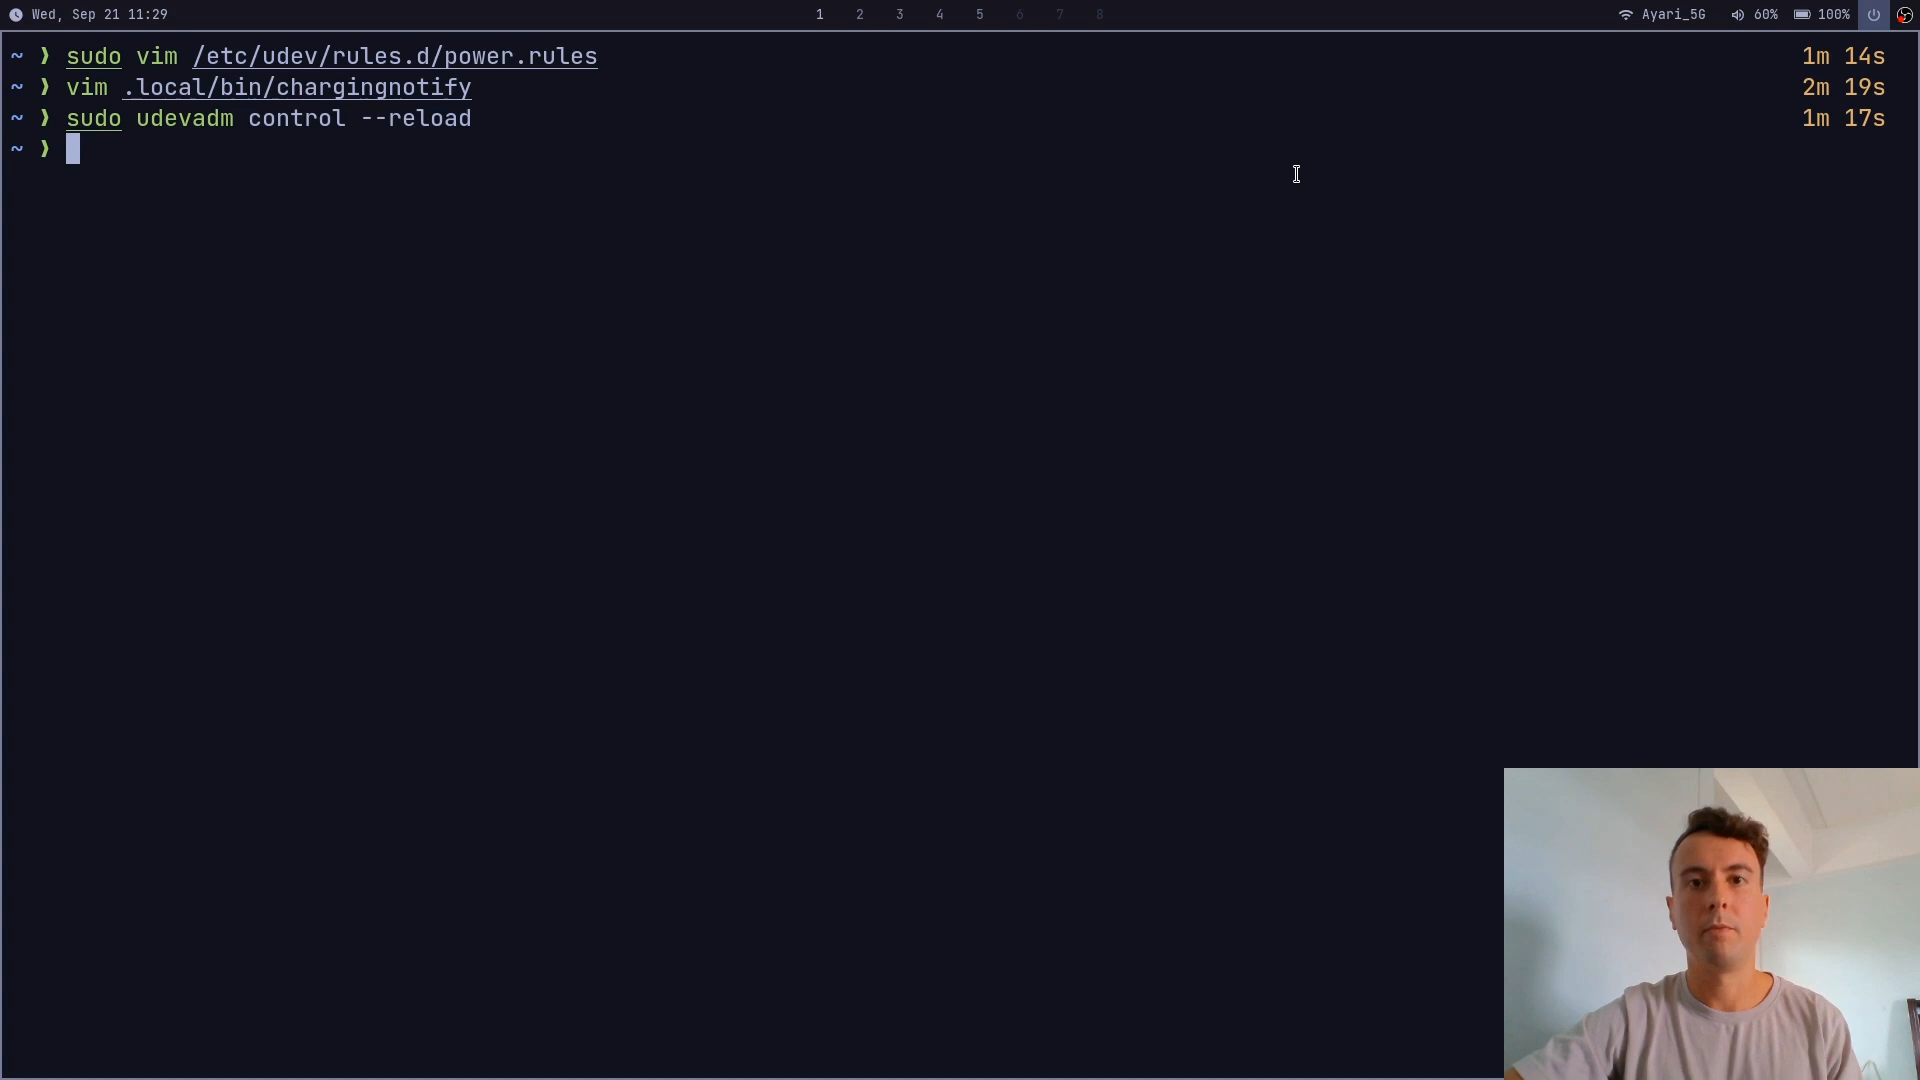 Wed, Sep 21 11:29 1 2 3 4 5 6 7 8 Ayari_5G 60% 100%
~ ❯ sudo vim /etc/udev/rules.d/power.rules 1m 14s
~ ❯ vim .local/bin/chargingnotify 2m 19s
~ ❯ sudo udevadm control --reload 1m 17s
~ ❯